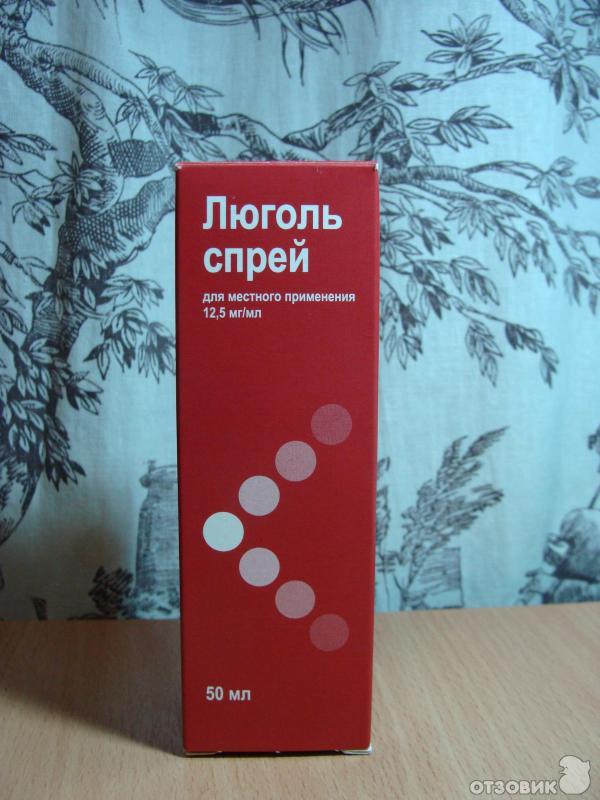 Люголь
спрей
для местного применения
12,5 мг/мл
50 мл
ОТЗОВИК